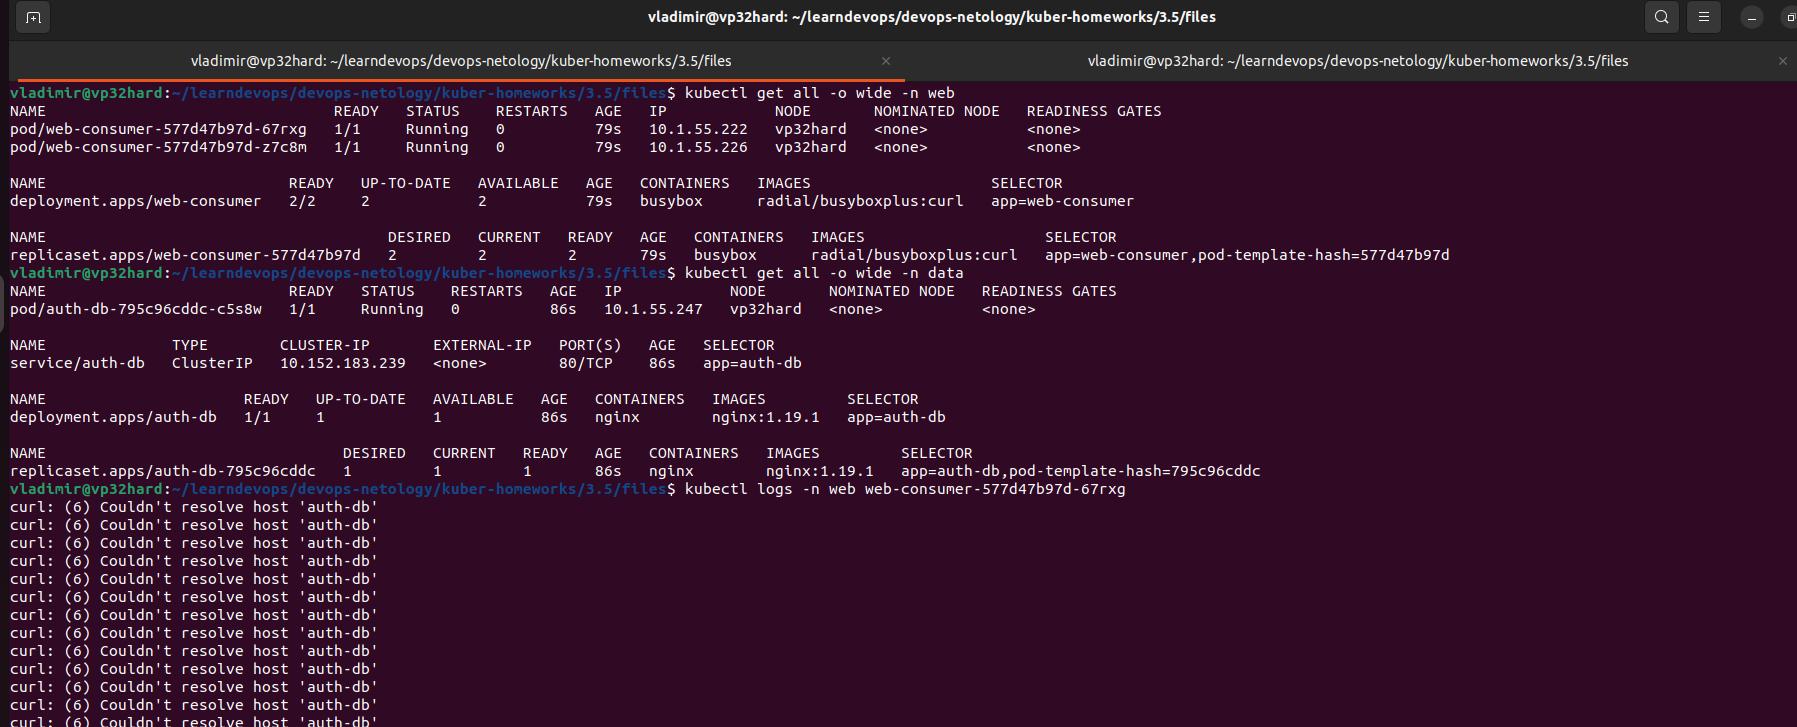 vladimir@vp32hard: ~/learndevops/devops-netology/kuber-homeworks/3.5/files
vladimir@vp32hard: ~/learndevops/devops-netology/kuber-homeworks/3.5/files × vladimir@vp32hard: ~/learndevops/devops-netology/kuber-homeworks/3.5/files ×
vladimir@vp32hard:~/learndevops/devops-netology/kuber-homeworks/3.5/files$ kubectl get all -o wide -n web
NAME READY STATUS RESTARTS AGE IP NODE NOMINATED NODE READINESS GATES
pod/web-consumer-577d47b97d-67rxg 1/1 Running 0 79s 10.1.55.222 vp32hard <none> <none>
pod/web-consumer-577d47b97d-z7c8m 1/1 Running 0 79s 10.1.55.226 vp32hard <none> <none>
NAME READY UP-TO-DATE AVAILABLE AGE CONTAINERS IMAGES SELECTOR
deployment.apps/web-consumer 2/2 2 2 79s busybox radial/busyboxplus:curl app=web-consumer
NAME DESIRED CURRENT READY AGE CONTAINERS IMAGES SELECTOR
replicaset.apps/web-consumer-577d47b97d 2 2 2 79s busybox radial/busyboxplus:curl app=web-consumer,pod-template-hash=577d47b97d
vladimir@vp32hard:~/learndevops/devops-netology/kuber-homeworks/3.5/files$ kubectl get all -o wide -n data
NAME READY STATUS RESTARTS AGE IP NODE NOMINATED NODE READINESS GATES
pod/auth-db-795c96cddc-c5s8w 1/1 Running 0 86s 10.1.55.247 vp32hard <none> <none>
NAME TYPE CLUSTER-IP EXTERNAL-IP PORT(S) AGE SELECTOR
service/auth-db ClusterIP 10.152.183.239 <none> 80/TCP 86s app=auth-db
NAME READY UP-TO-DATE AVAILABLE AGE CONTAINERS IMAGES SELECTOR
deployment.apps/auth-db 1/1 1 1 86s nginx nginx:1.19.1 app=auth-db
NAME DESIRED CURRENT READY AGE CONTAINERS IMAGES SELECTOR
replicaset.apps/auth-db-795c96cddc 1 1 1 86s nginx nginx:1.19.1 app=auth-db,pod-template-hash=795c96cddc
vladimir@vp32hard:~/learndevops/devops-netology/kuber-homeworks/3.5/files$ kubectl logs -n web web-consumer-577d47b97d-67rxg
curl: (6) Couldn't resolve host 'auth-db'
curl: (6) Couldn't resolve host 'auth-db'
curl: (6) Couldn't resolve host 'auth-db'
curl: (6) Couldn't resolve host 'auth-db'
curl: (6) Couldn't resolve host 'auth-db'
curl: (6) Couldn't resolve host 'auth-db'
curl: (6) Couldn't resolve host 'auth-db'
curl: (6) Couldn't resolve host 'auth-db'
curl: (6) Couldn't resolve host 'auth-db'
curl: (6) Couldn't resolve host 'auth-db'
curl: (6) Couldn't resolve host 'auth-db'
curl: (6) Couldn't resolve host 'auth-db'
curl: (6) Couldn't resolve host 'auth-db'